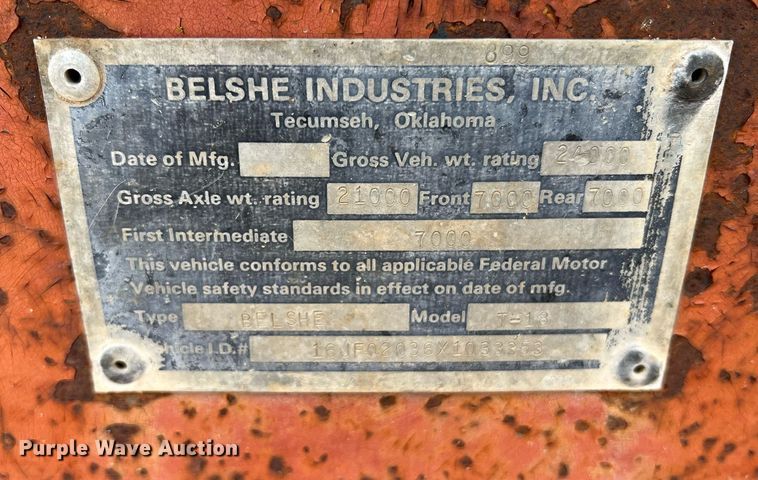 899
BELSHE INDUSTRIES, INC.
Tecumseh, Oklahoma
Date of Mfg. Gross Veh. wt. rating 24000
Gross Axle wt. rating 21000 Front 7000 Rear 7000
First Intermediate 7000
This vehicle conforms to all applicable Federal Motor
Vehicle safety standards in effect on date of mfg.
Type BELSHE Model T-18
Vehicle I.D.#
Purple Wave Auction